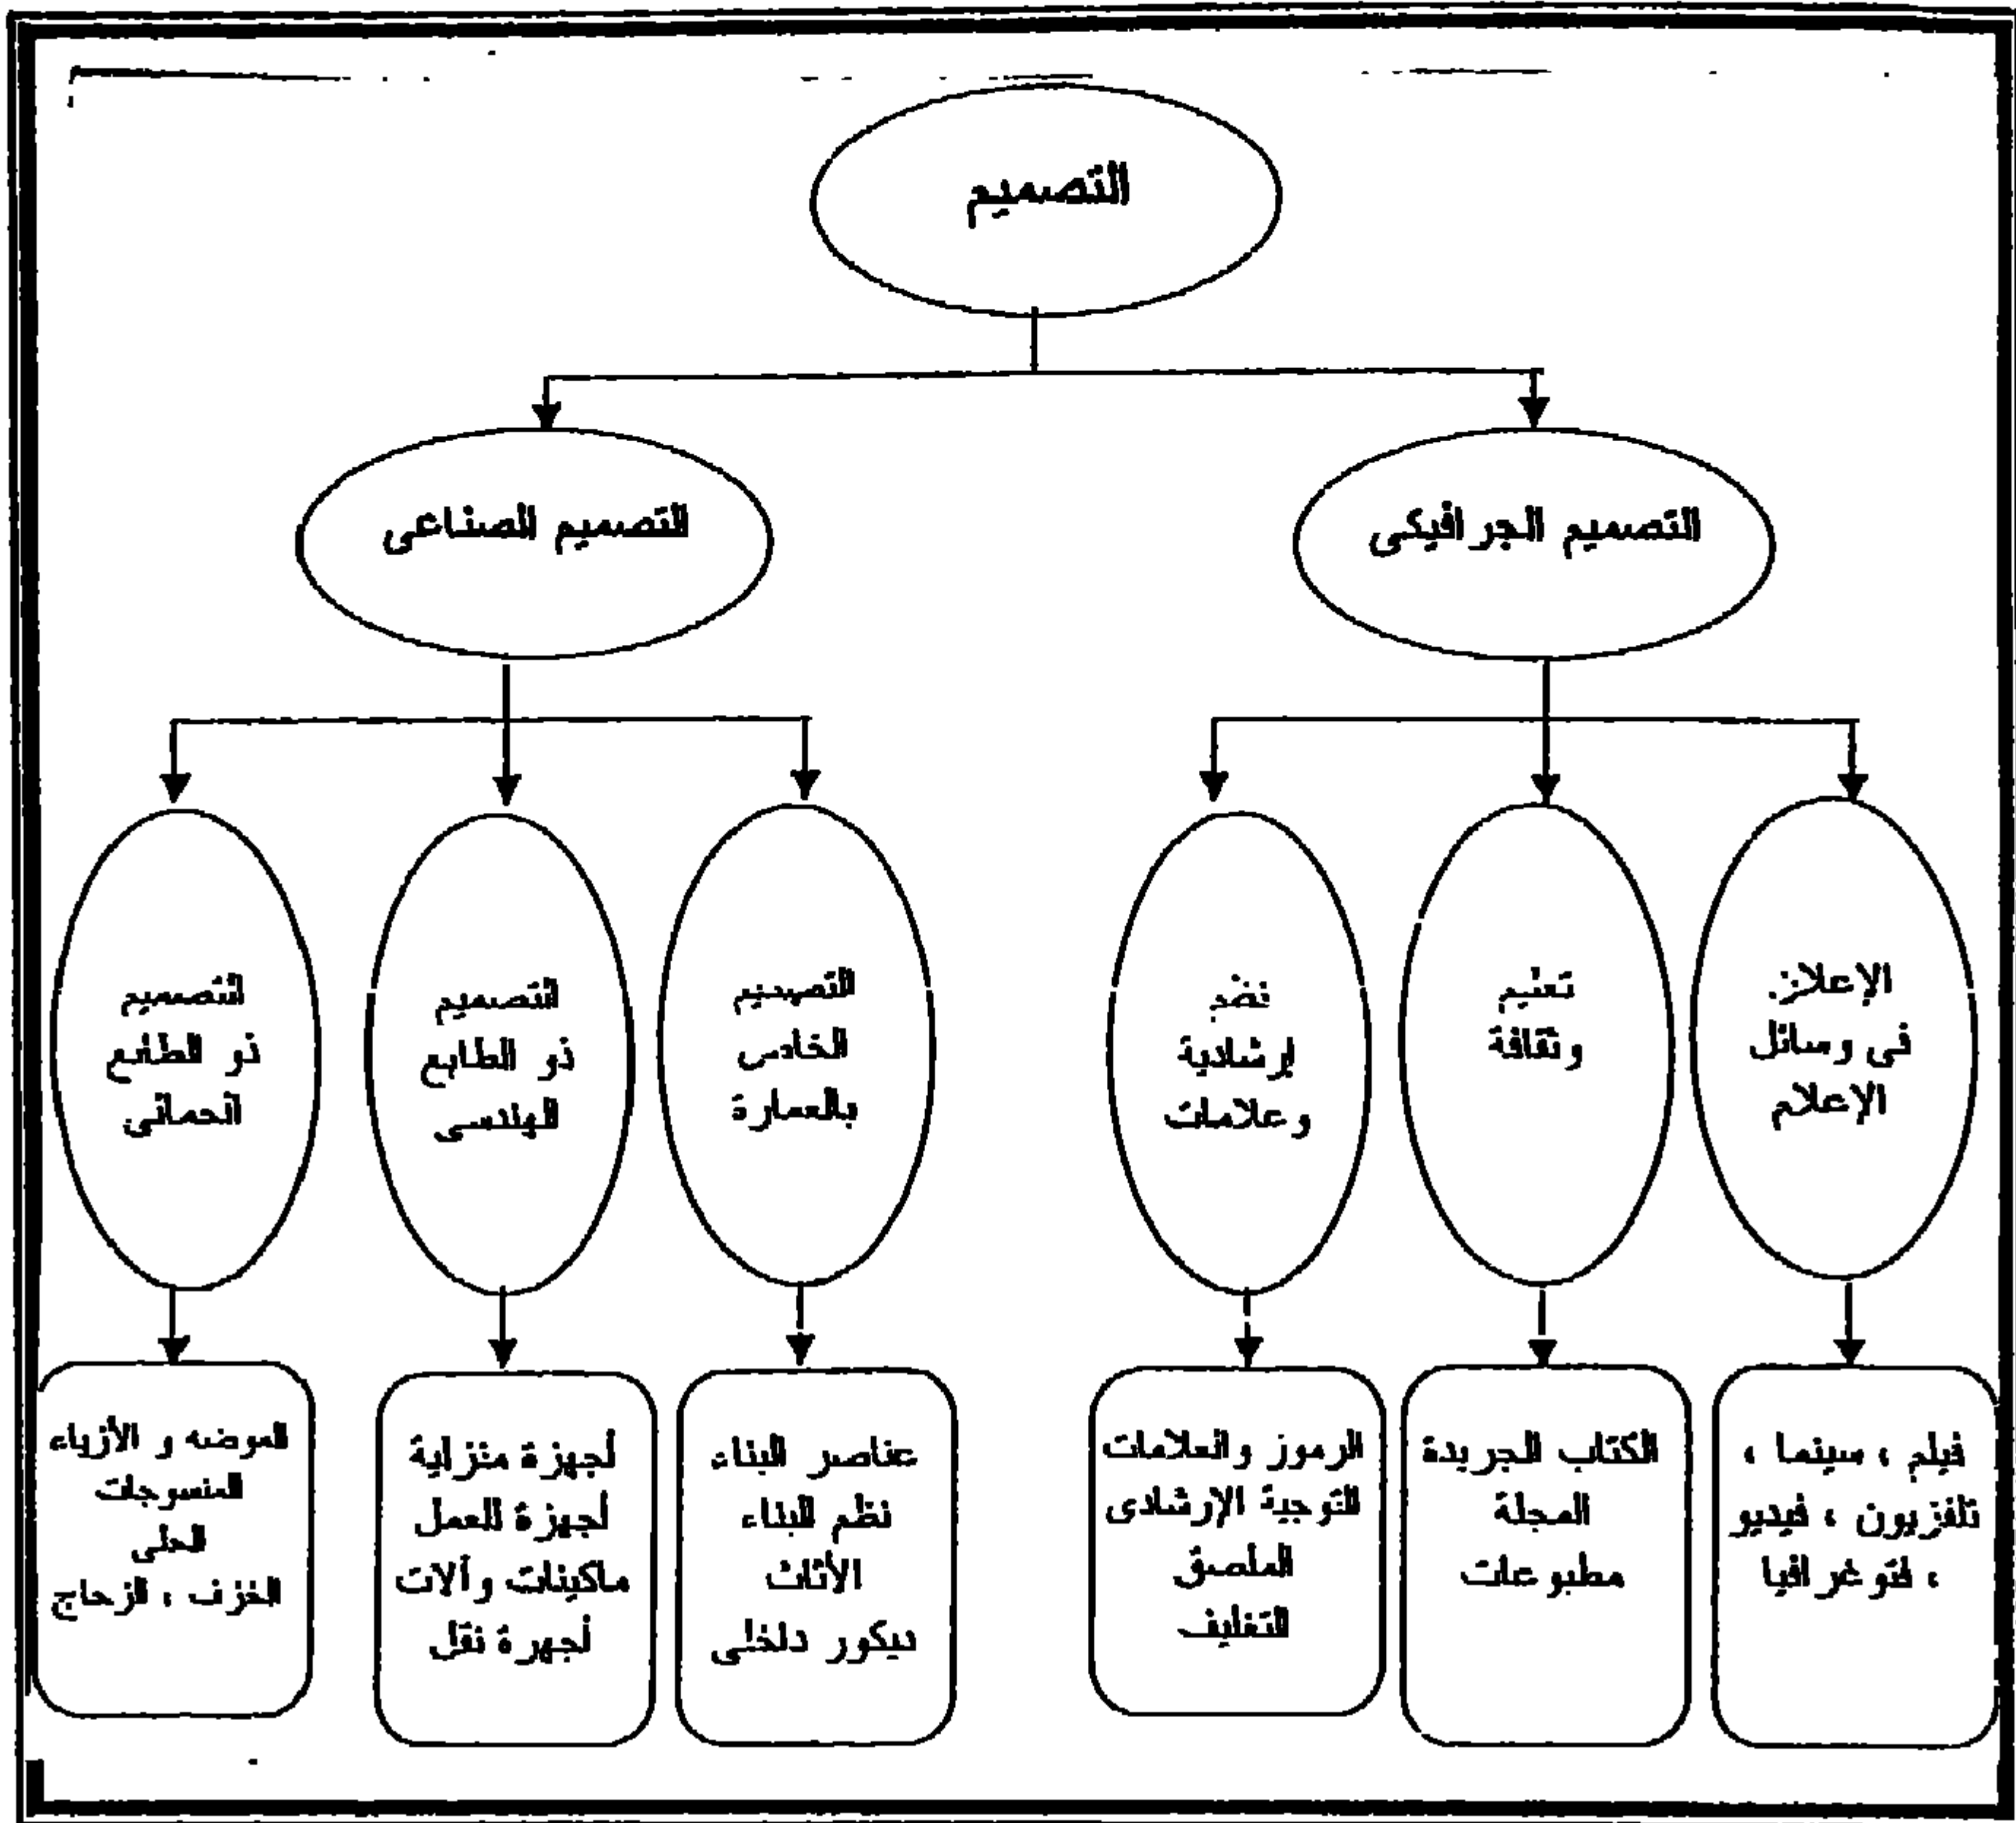 التصميم
التصميم الجرافيكى
التصميم الصناعى
الإعلان
فى وسائل
الإعلام
تعليم
وثقافة
نظم
إرشادية
وعلامات
التصميم
الخاص
بالعمارة
التصميم
ذو الطابع
الهندسى
التصميم
ذو الطابع
الجمالى
فيلم ، سينما ،
تلفزيون ، فيديو
، فتوغرافيا
الكتاب الجريدة
المجلة
مطبوعات
الرموز والعلامات
التوجية الإرشادى
الملصق
التغليف
عناصر البناء
نظم البناء
الأثاث
ديكور داخلى
أجهزة منزلية
أجهزة للعمل
ماكينات وآلات
أجهزة نقل
الموضه و الأزياء
المنسوجات
الحلى
الخزف ، الزجاج